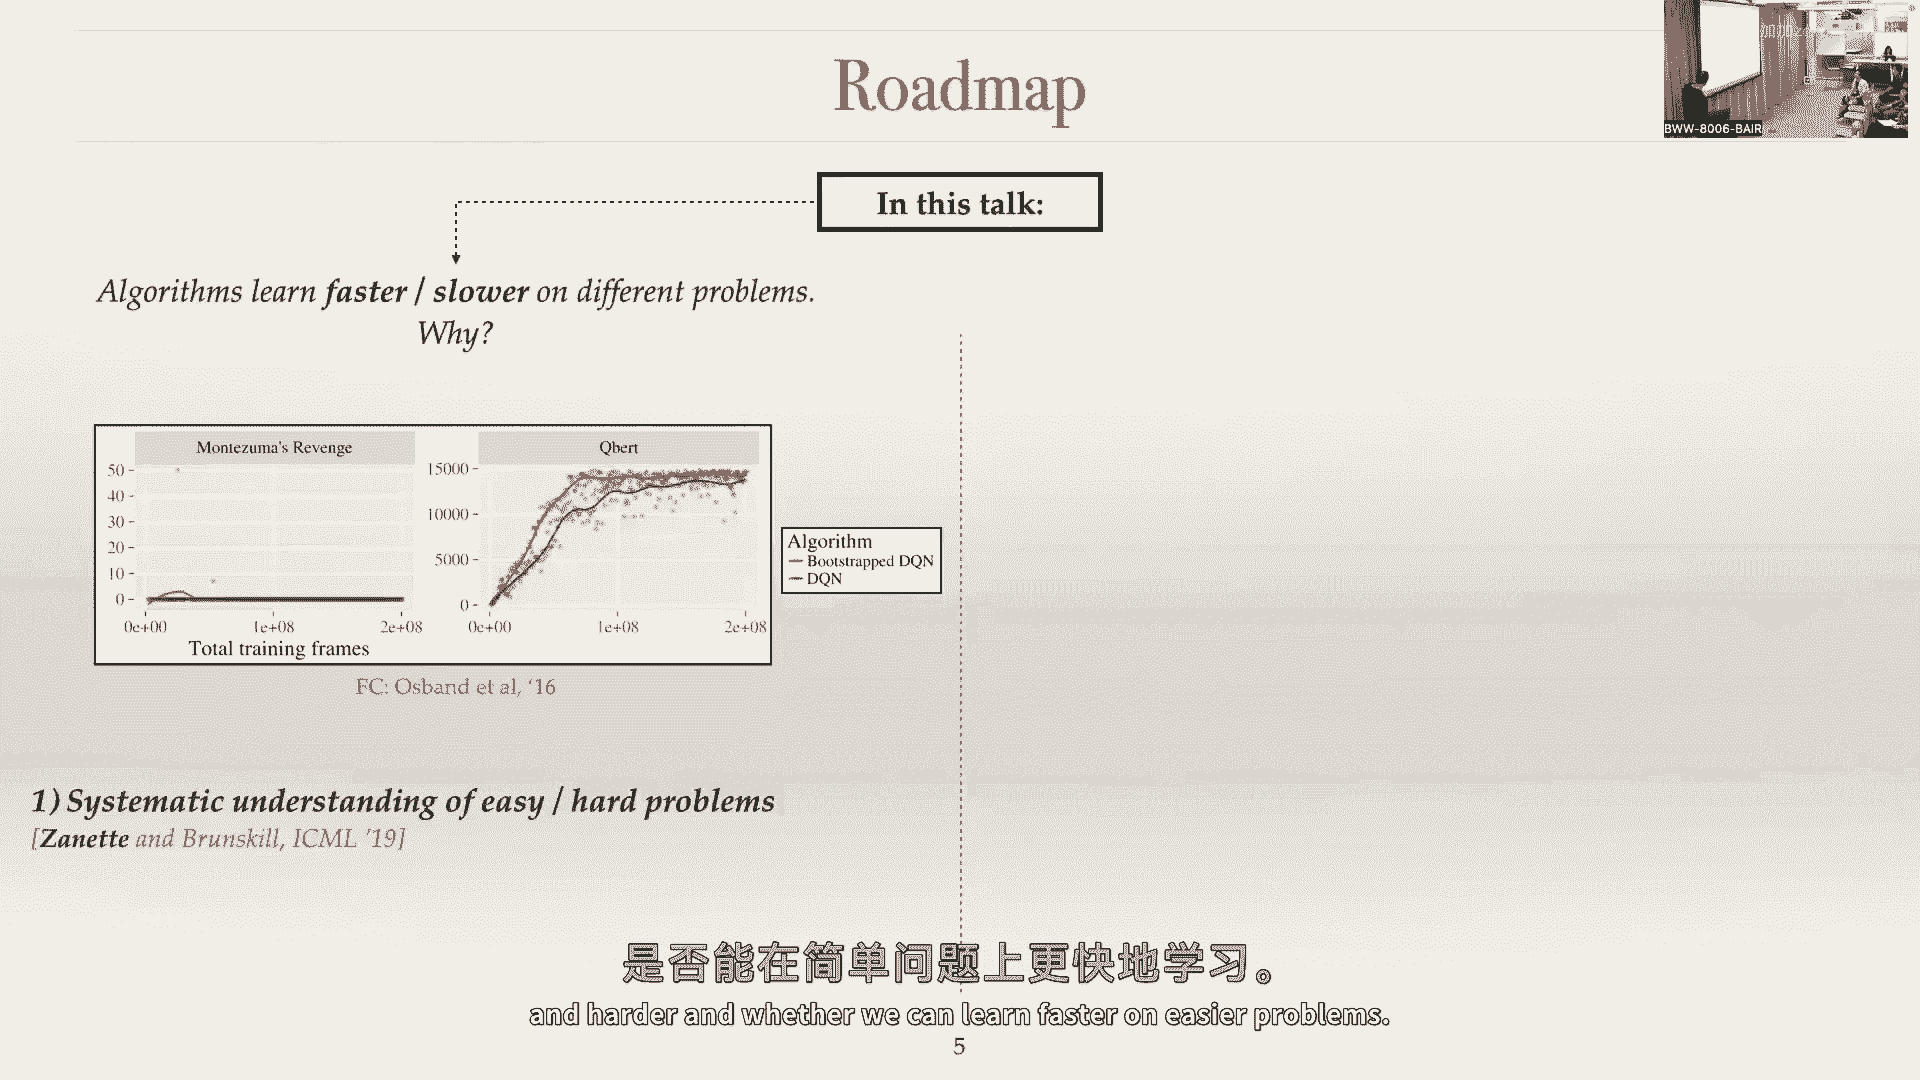 Roadmap
BWW-8006-BAIR
In this talk:
Algorithms learn faster / slower on different problems.
Why?
Montezuma's Revenge
Qbert
50
40
30
20
10
0
15000
10000
5000
0
0e+00
1e+08
2e+08
0e+00
1e+08
2e+08
Total training frames
Algorithm
Bootstrapped DQN
DQN
FC: Osband et al, '16
1) Systematic understanding of easy / hard problems
[Zanette and Brunskill, ICML '19]
是否能在简单问题上更快地学习。
and harder and whether we can learn faster on easier problems.
5